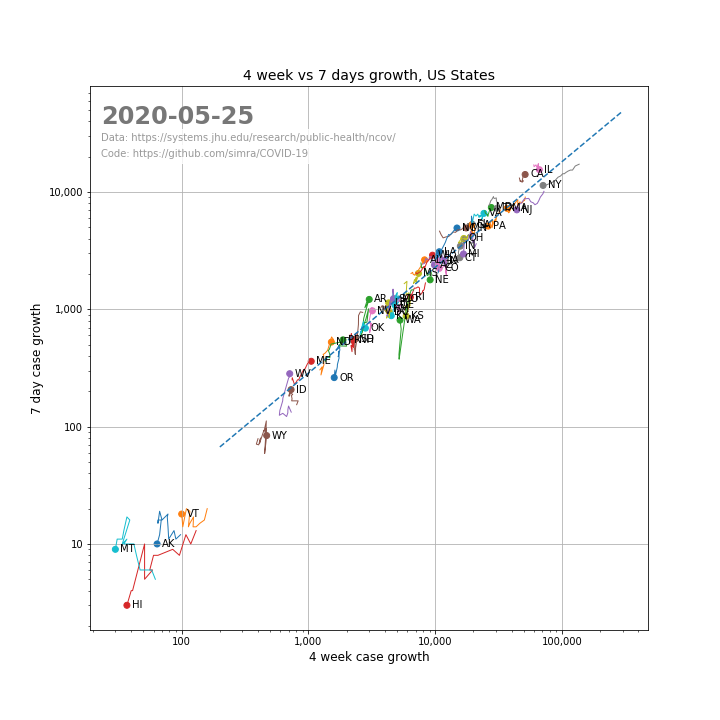 4 week vs 7 days growth, US States
2020-05-25
Data: https://systems.jhu.edu/research/public-health/ncov/
Code: https://github.com/simra/COVID-19
IL
CA
NY
NJ
PA
OH
IN
MI
CT
CO
MS
NE
RI
AR
NV
KS
WA
OK
ME
OR
WV
ID
WY
VT
AK
MT
HI
10,000
1,000
100
10
100
1,000
10,000
100,000
7 day case growth
4 week case growth